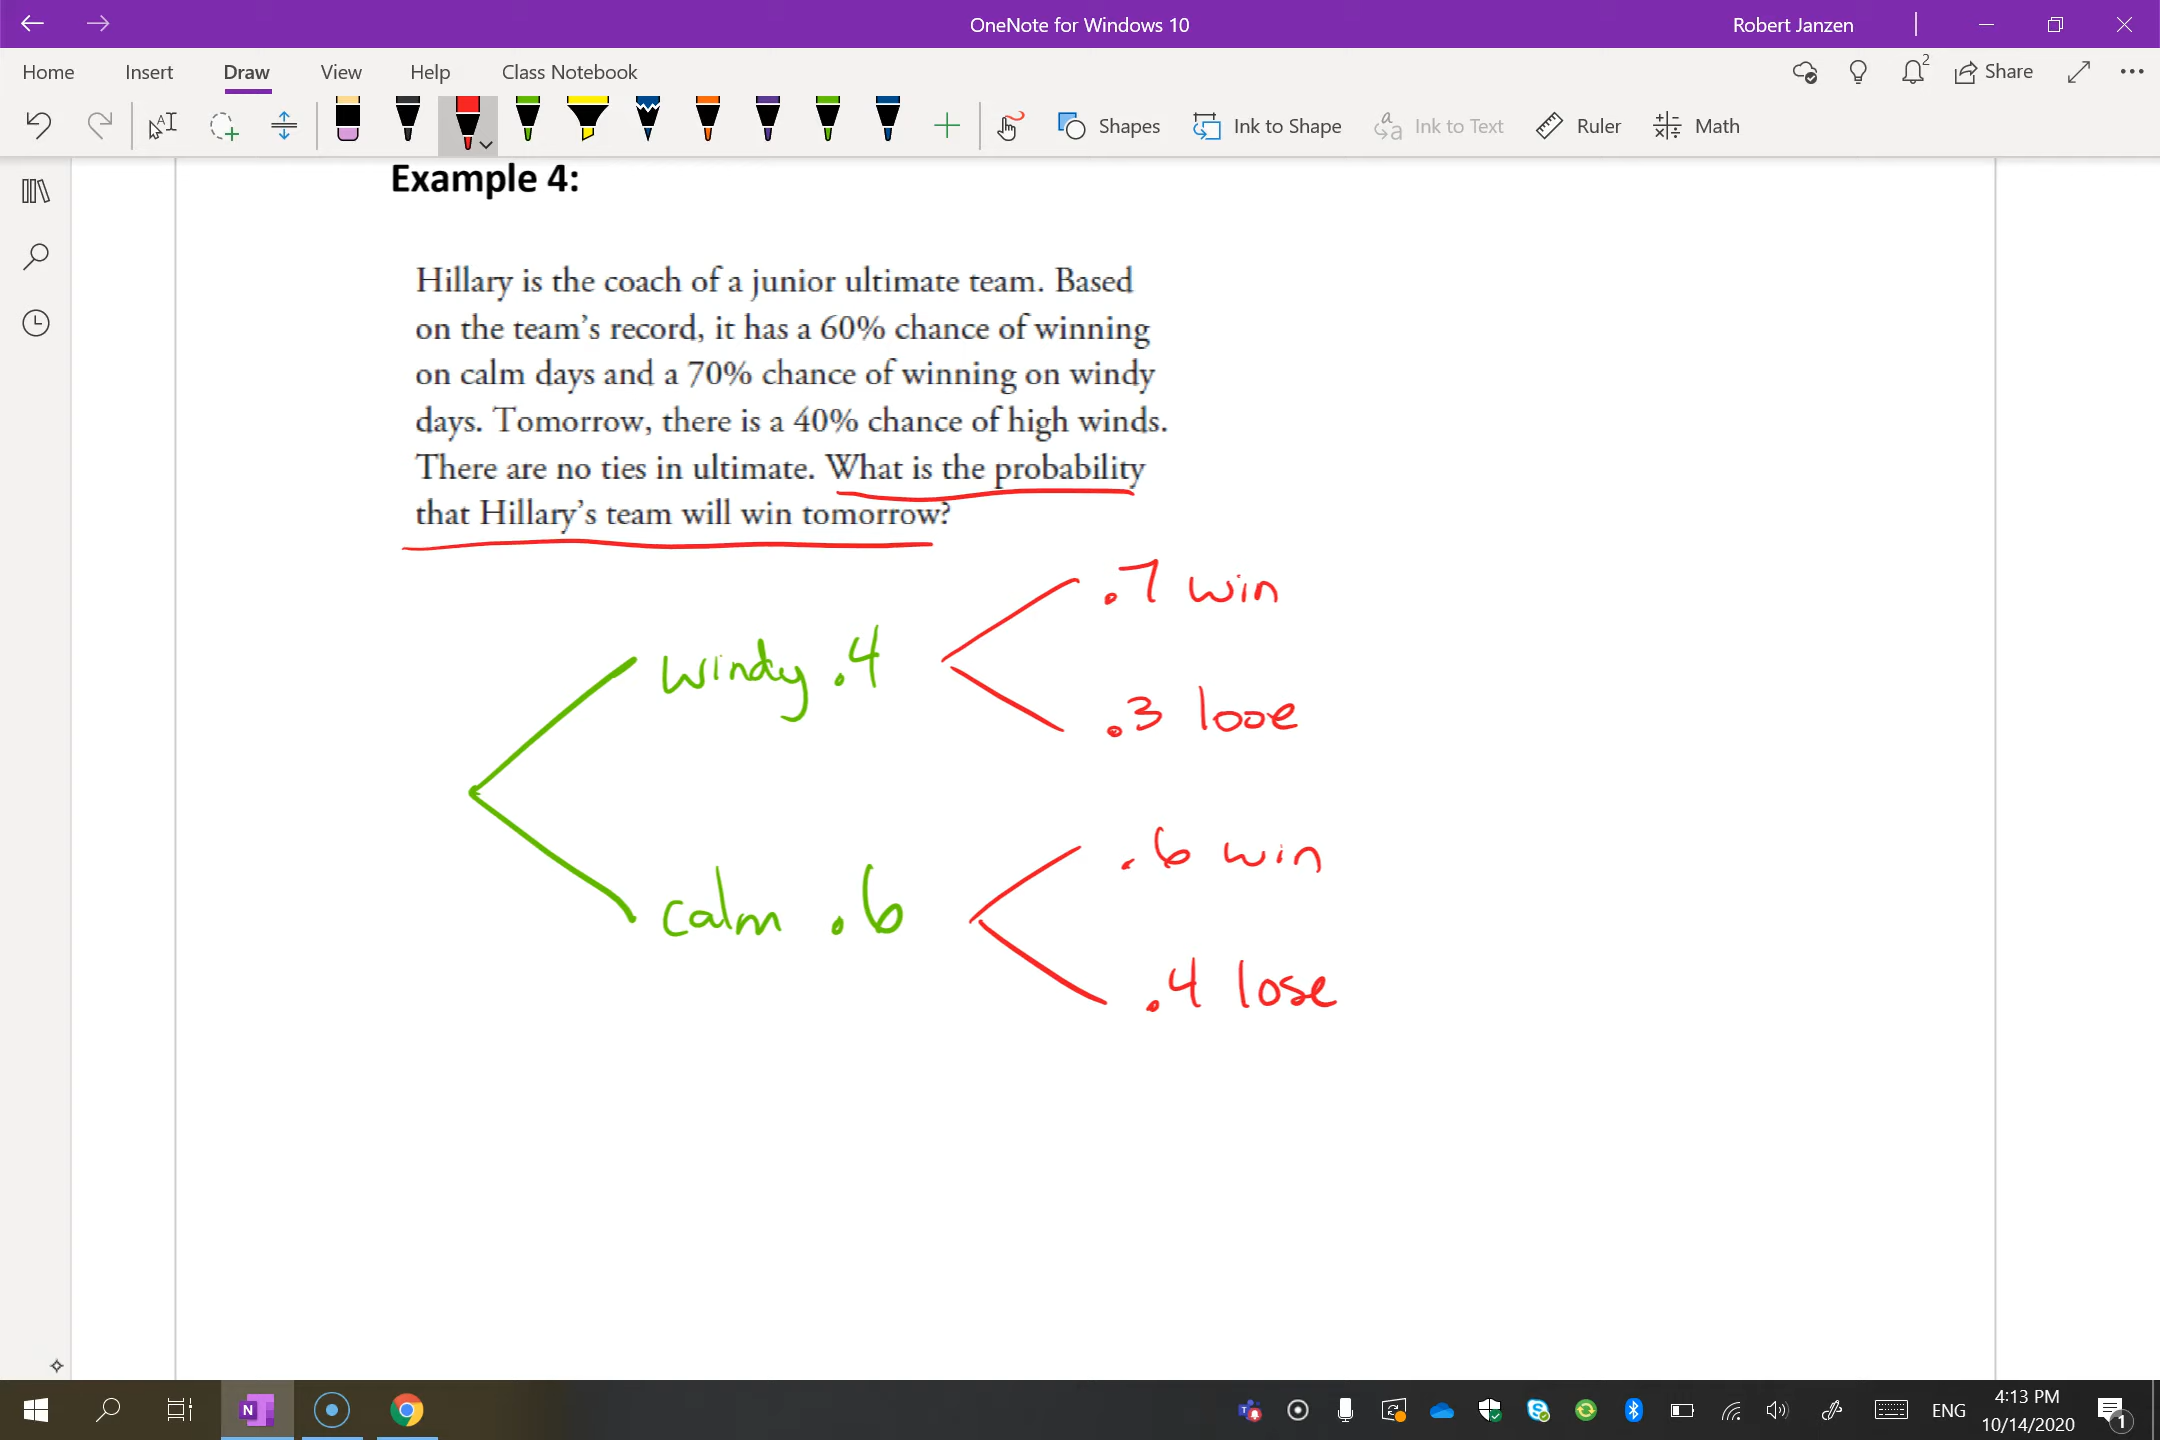 OneNote for Windows 10
Robert Janzen
Home Insert Draw View Help Class Notebook
2
Share
Shapes Ink to Shape Ink to Text Ruler Math
Example 4:
Hillary is the coach of a junior ultimate team. Based
on the team's record, it has a 60% chance of winning
on calm days and a 70% chance of winning on windy
days. Tomorrow, there is a 40% chance of high winds.
There are no ties in ultimate. What is the probability
that Hillary's team will win tomorrow?
.7 win
windy .4
.3 looe
.6 win
calm .6
.4 lose
ENG
4:13 PM
10/14/2020
1